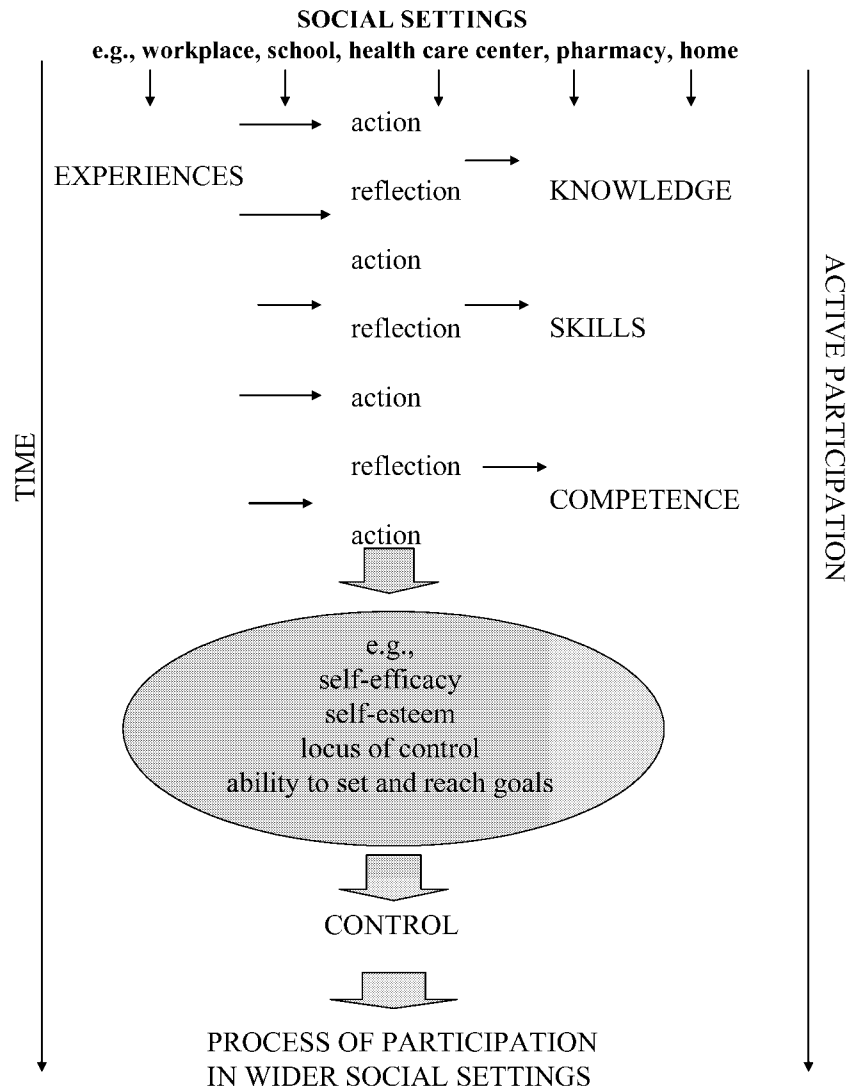 SOCIAL SETTINGS
e.g., workplace, school, health care center, pharmacy, home
action
EXPERIENCES
reflection
KNOWLEDGE
action
reflection
SKILLS
action
reflection
COMPETENCE
action
TIME
ACTIVE PARTICIPATION
e.g.,
self-efficacy
self-esteem
locus of control
ability to set and reach goals
CONTROL
PROCESS OF PARTICIPATION
IN WIDER SOCIAL SETTINGS